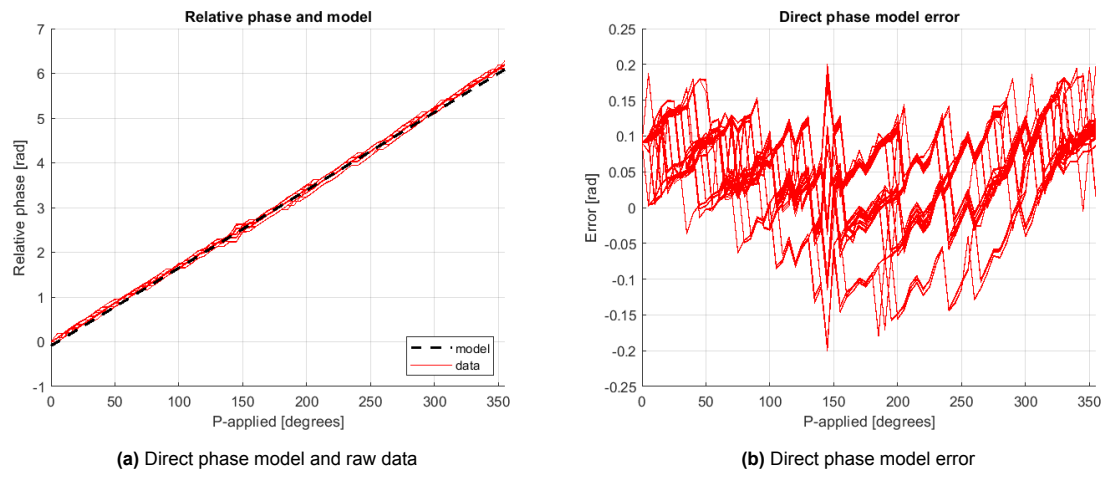 Relative phase and model
7
6
5
4
3
2
1
0
-1
Relative phase [rad]
0 50 100 150 200 250 300 350
P-applied [degrees]
model
data
(a) Direct phase model and raw data
Direct phase model error
0.25
0.2
0.15
0.1
0.05
0
-0.05
-0.1
-0.15
-0.2
-0.25
Error [rad]
0 50 100 150 200 250 300 350
P-applied [degrees]
(b) Direct phase model error